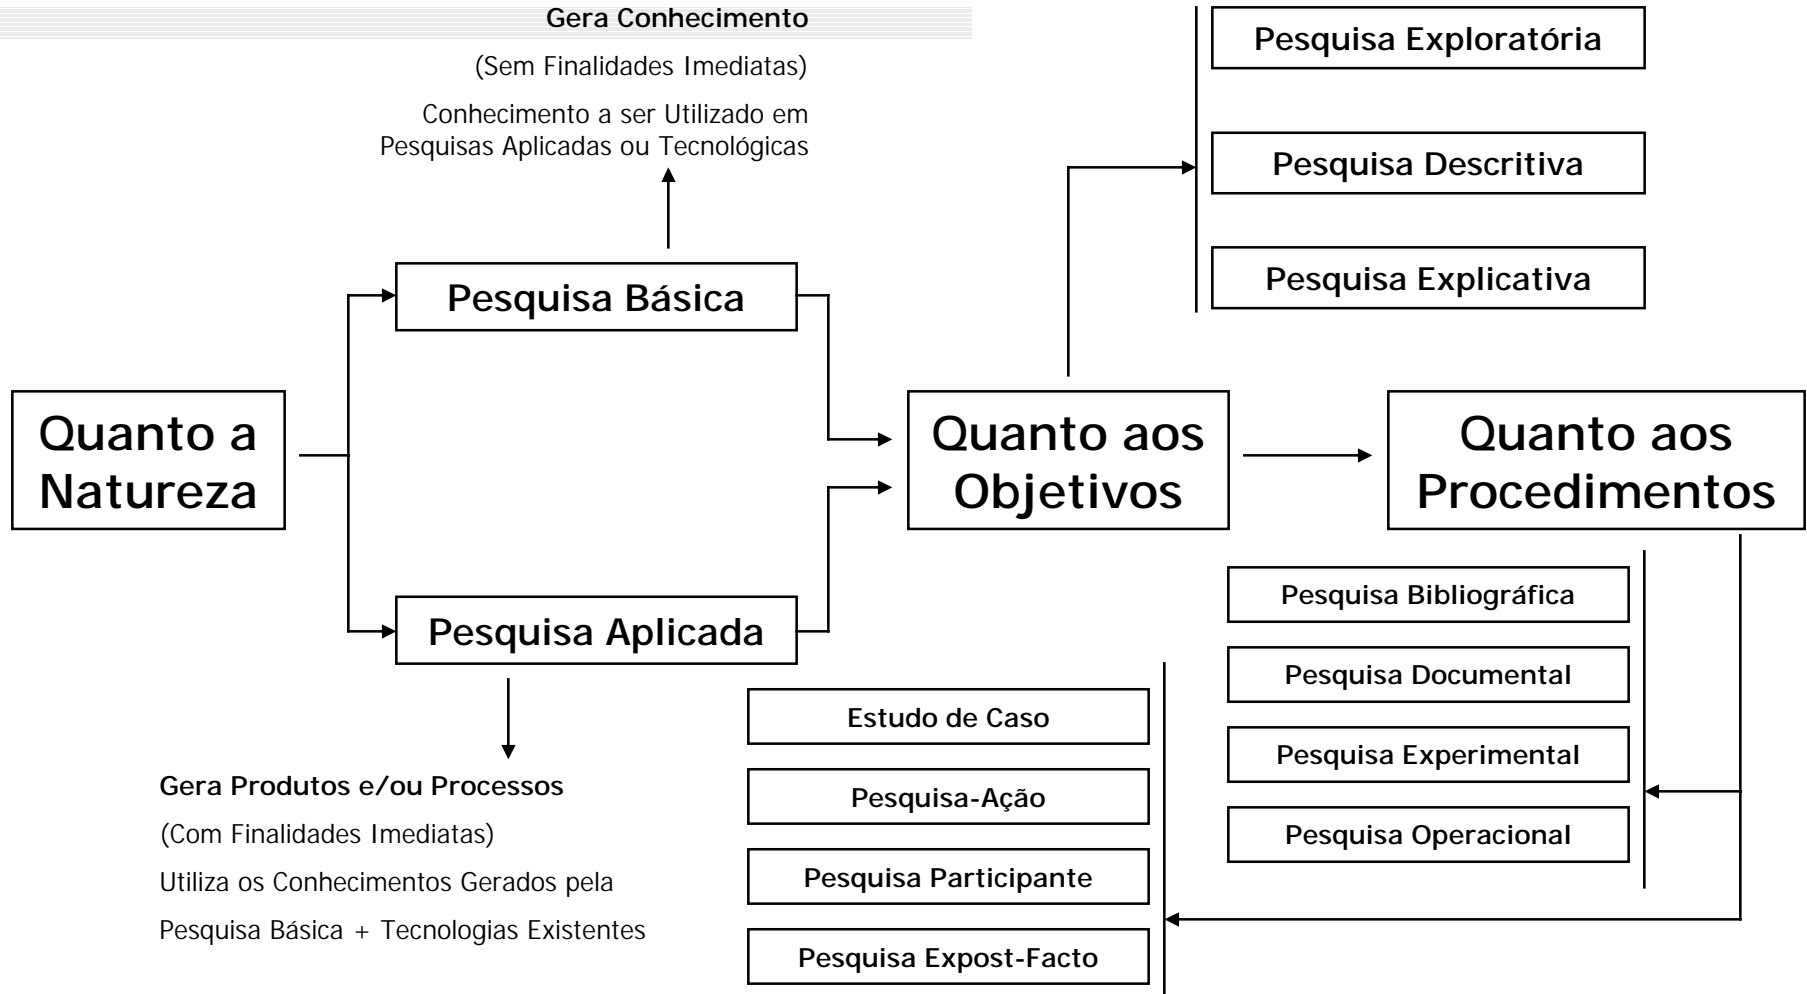 Gera Conhecimento
(Sem Finalidades Imediatas)
Conhecimento a ser Utilizado em
Pesquisas Aplicadas ou Tecnológicas
Pesquisa Exploratória
Pesquisa Descritiva
Pesquisa Explicativa
Pesquisa Básica
Quanto a
Natureza
Quanto aos
Objetivos
Quanto aos
Procedimentos
Pesquisa Aplicada
Gera Produtos e/ou Processos
(Com Finalidades Imediatas)
Utiliza os Conhecimentos Gerados pela
Pesquisa Básica + Tecnologias Existentes
Pesquisa Bibliográfica
Pesquisa Documental
Pesquisa Experimental
Pesquisa Operacional
Estudo de Caso
Pesquisa-Ação
Pesquisa Participante
Pesquisa Expost-Facto